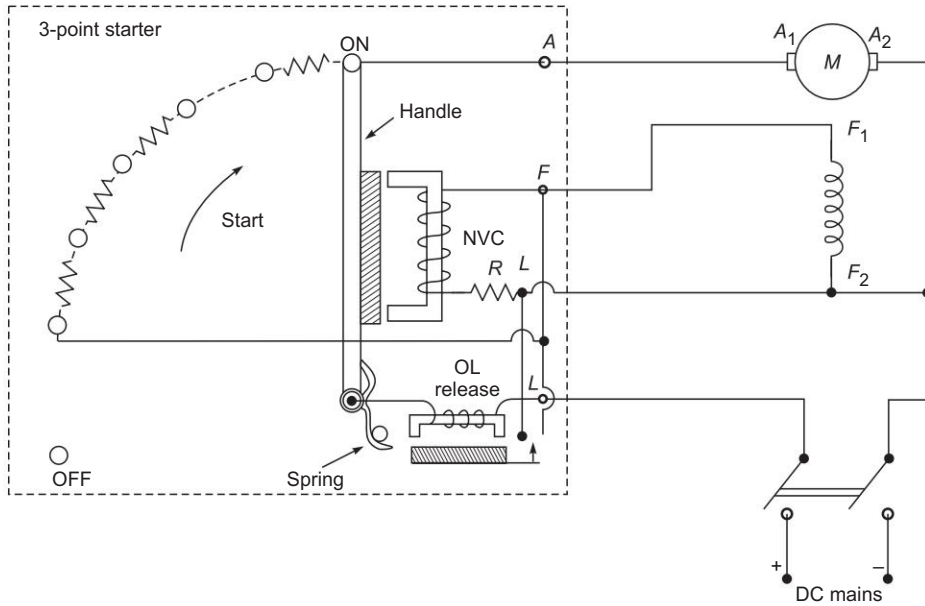 3-point starter
ON
A
A1
A2
M
Handle
F
F1
Start
NVC
R
L
F2
OL
release
L
Spring
OFF
+
–
DC mains